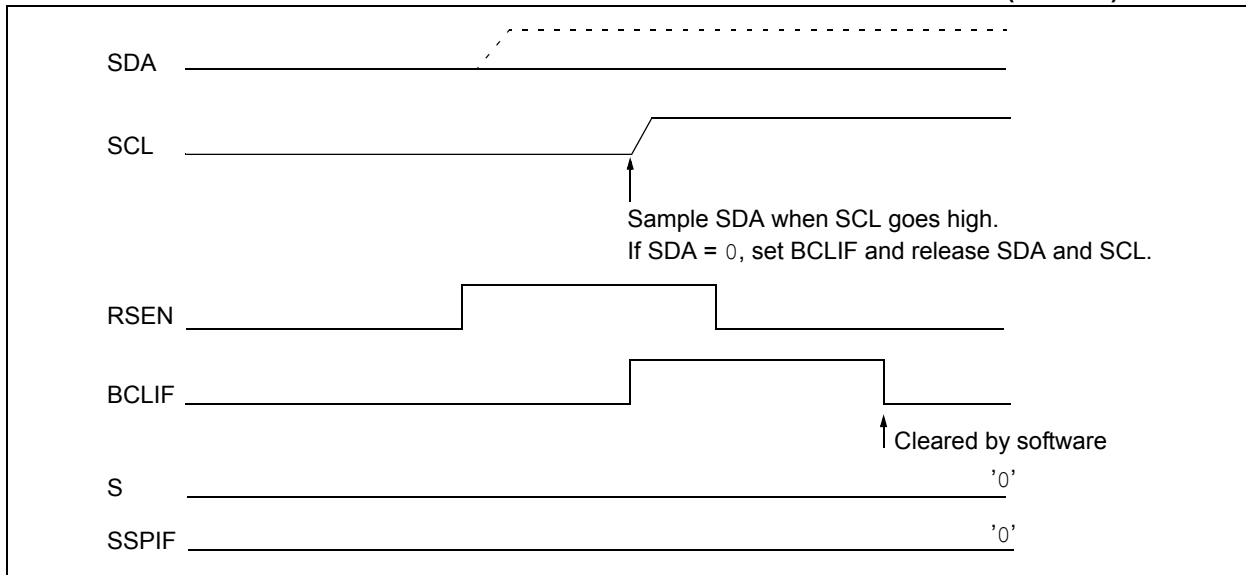 SDA
SCL
Sample SDA when SCL goes high.
If SDA = 0, set BCLIF and release SDA and SCL.
RSEN
BCLIF
Cleared by software
S
'0'
SSPIF
'0'